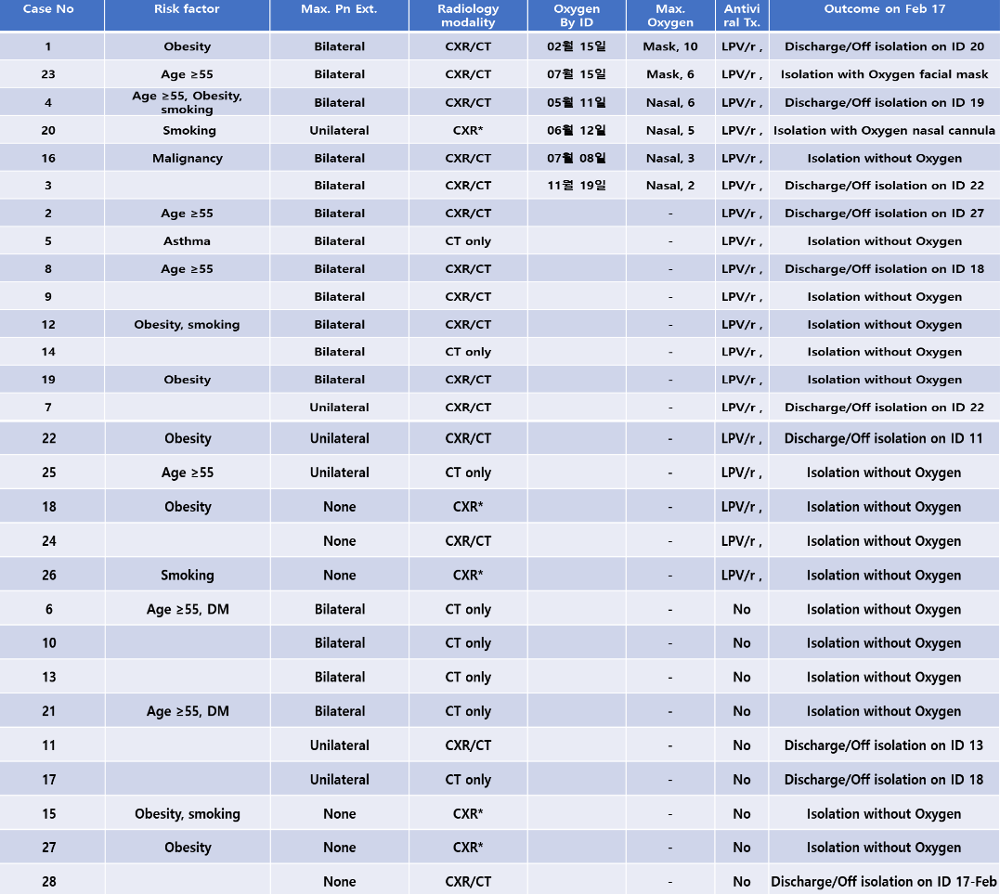 Case No Risk factor Max. Pn Ext. Radiology modality Oxygen By ID Max. Oxygen Antivi ral Tx. Outcome on Feb 17
1 Obesity Bilateral CXR/CT 02월 15일 Mask, 10 LPV/r , Discharge/Off isolation on ID 20
23 Age ≥55 Bilateral CXR/CT 07월 15일 Mask, 6 LPV/r , Isolation with Oxygen facial mask
4 Age ≥55, Obesity, smoking Bilateral CXR/CT 05월 11일 Nasal, 6 LPV/r , Discharge/Off isolation on ID 19
20 Smoking Unilateral CXR* 06월 12일 Nasal, 5 LPV/r , Isolation with Oxygen nasal cannula
16 Malignancy Bilateral CXR/CT 07월 08일 Nasal, 3 LPV/r , Isolation without Oxygen
3 Bilateral CXR/CT 11월 19일 Nasal, 2 LPV/r , Discharge/Off isolation on ID 22
2 Age ≥55 Bilateral CXR/CT - LPV/r , Discharge/Off isolation on ID 27
5 Asthma Bilateral CT only - LPV/r , Isolation without Oxygen
8 Age ≥55 Bilateral CXR/CT - LPV/r , Discharge/Off isolation on ID 18
9 Bilateral CXR/CT - LPV/r , Isolation without Oxygen
12 Obesity, smoking Bilateral CXR/CT - LPV/r , Isolation without Oxygen
14 Bilateral CT only - LPV/r , Isolation without Oxygen
19 Obesity Bilateral CXR/CT - LPV/r , Isolation without Oxygen
7 Unilateral CXR/CT - LPV/r , Discharge/Off isolation on ID 22
22 Obesity Unilateral CXR/CT - LPV/r , Discharge/Off isolation on ID 11
25 Age ≥55 Unilateral CT only - LPV/r , Isolation without Oxygen
18 Obesity None CXR* - LPV/r , Isolation without Oxygen
24 None CXR/CT - LPV/r , Isolation without Oxygen
26 Smoking None CXR* - LPV/r , Isolation without Oxygen
6 Age ≥55, DM Bilateral CT only - No Isolation without Oxygen
10 Bilateral CT only - No Isolation without Oxygen
13 Bilateral CT only - No Isolation without Oxygen
21 Age ≥55, DM Bilateral CT only - No Isolation without Oxygen
11 Unilateral CXR/CT - No Discharge/Off isolation on ID 13
17 Unilateral CT only - No Discharge/Off isolation on ID 18
15 Obesity, smoking None CXR* - No Isolation without Oxygen
27 Obesity None CXR* - No Isolation without Oxygen
28 None CXR/CT - No Discharge/Off isolation on ID 17-Feb